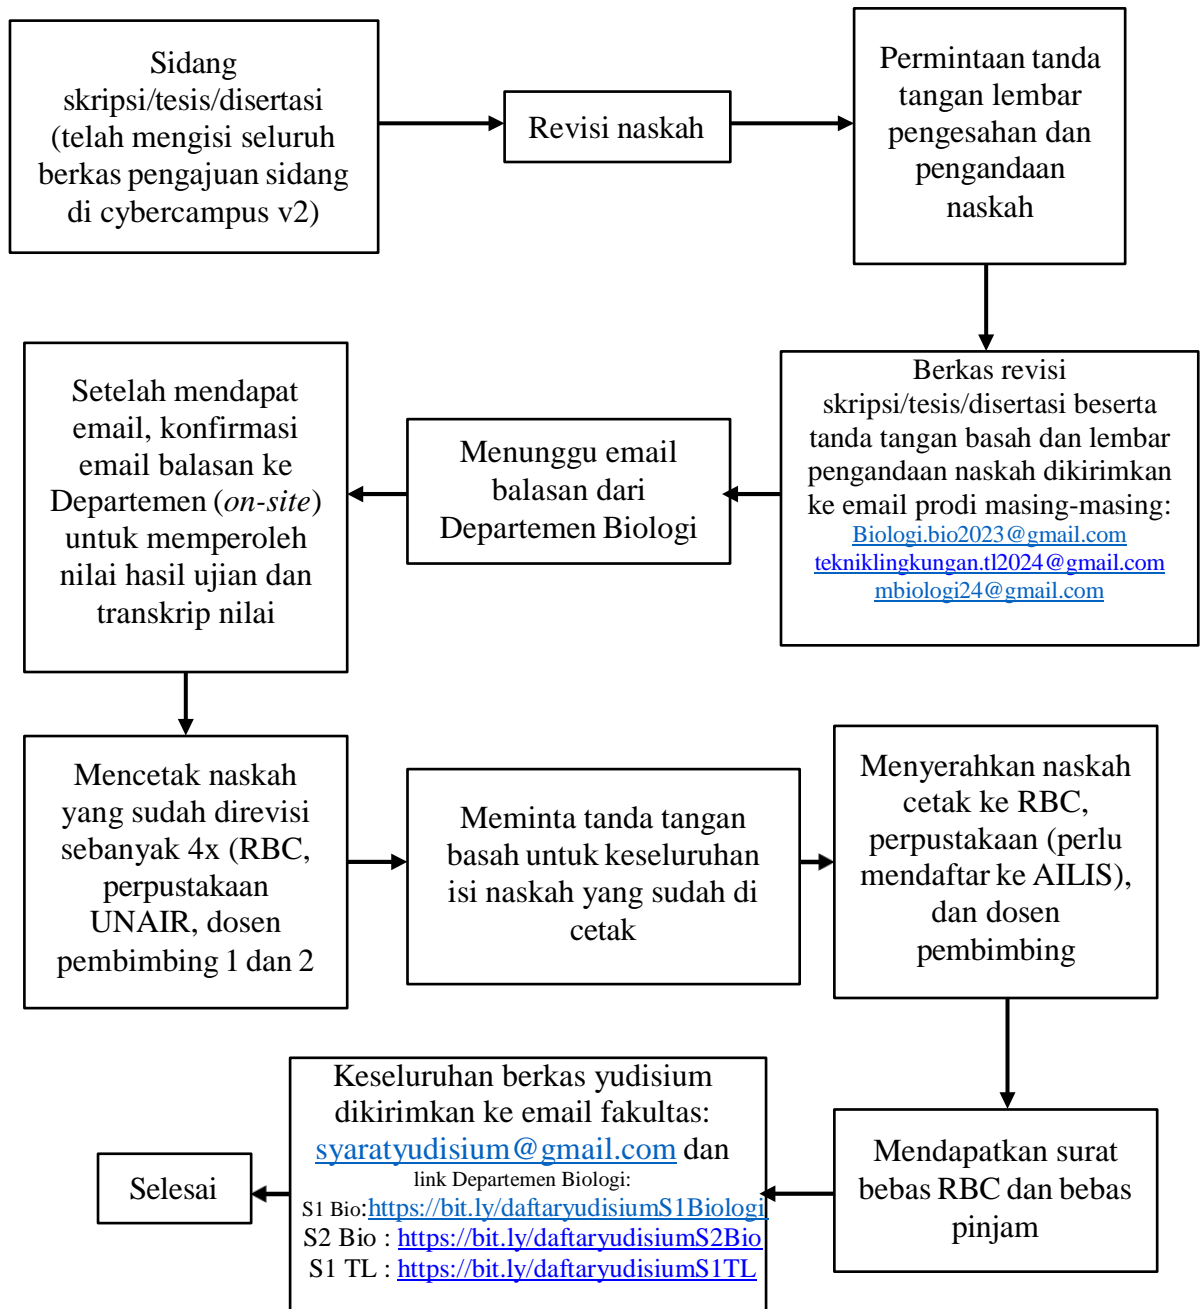 Sidang
skripsi/tesis/disertasi
(telah mengisi seluruh
berkas pengajuan sidang
di cybercampus v2)
Revisi naskah
Permintaan tanda
tangan lembar
pengesahan dan
pengandaan
naskah
Berkas revisi
skripsi/tesis/disertasi beserta
tanda tangan basah dan lembar
pengandaan naskah dikirimkan
ke email prodi masing-masing:
Biologi.bio2023@gmail.com
tekniklingkungan.tl2024@gmail.com
mbiologi24@gmail.com
Menunggu email
balasan dari
Departemen Biologi
Setelah mendapat
email, konfirmasi
email balasan ke
Departemen (on-site)
untuk memperoleh
nilai hasil ujian dan
transkrip nilai
Mencetak naskah
yang sudah direvisi
sebanyak 4x (RBC,
perpustakaan
UNAIR, dosen
pembimbing 1 dan 2
Meminta tanda tangan
basah untuk keseluruhan
isi naskah yang sudah di
cetak
Menyerahkan naskah
cetak ke RBC,
perpustakaan (perlu
mendaftar ke AILIS),
dan dosen
pembimbing
Mendapatkan surat
bebas RBC dan bebas
pinjam
Keseluruhan berkas yudisium
dikirimkan ke email fakultas:
syaratyudisium@gmail.com dan
link Departemen Biologi:
S1 Bio:https://bit.ly/daftaryudisiumS1Biologi
S2 Bio : https://bit.ly/daftaryudisiumS2Bio
S1 TL : https://bit.ly/daftaryudisiumS1TL
Selesai